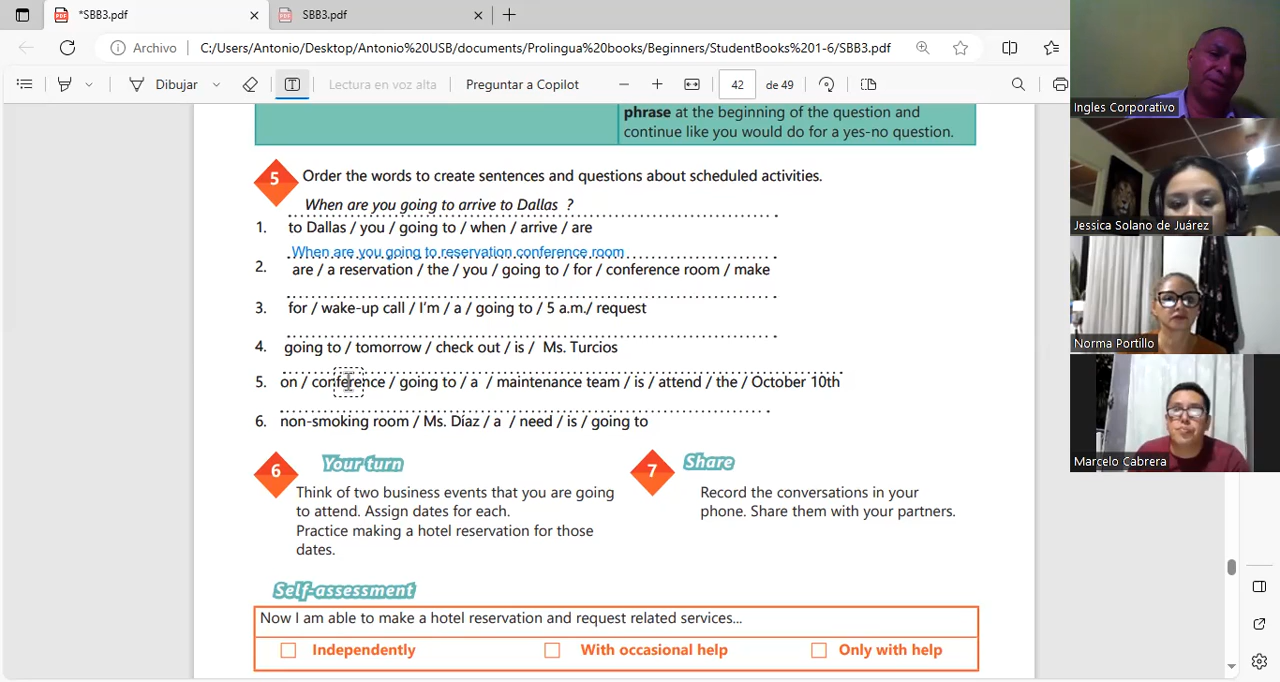 *SBB3.pdf
SBB3.pdf
Archivo
C:/Users/Antonio/Desktop/Antonio%20USB/documents/Prolingua%20books/Beginners/StudentBooks%201-6/SBB3.pdf
Dibujar
Lectura en voz alta
Preguntar a Copilot
42
de 49
phrase at the beginning of the question and
continue like you would do for a yes-no question.
5
Order the words to create sentences and questions about scheduled activities.
When are you going to arrive to Dallas ?
1. to Dallas / you / going to / when / arrive / are
When are you going to reservation conference room
2. are / a reservation / the / you / going to / for / conference room / make
3. for / wake-up call / I'm / a / going to / 5 a.m./ request
4. going to / tomorrow / check out / is / Ms. Turcios
5. on / conference / going to / a / maintenance team / is / attend / the / October 10th
6. non-smoking room / Ms. Díaz / a / need / is / going to
6
Your turn
Think of two business events that you are going
to attend. Assign dates for each.
Practice making a hotel reservation for those
dates.
7
Share
Record the conversations in your
phone. Share them with your partners.
Self-assessment
Now I am able to make a hotel reservation and request related services...
Independently
With occasional help
Only with help
Ingles Corporativo
Jessica Solano de Juárez
Norma Portillo
Marcelo Cabrera